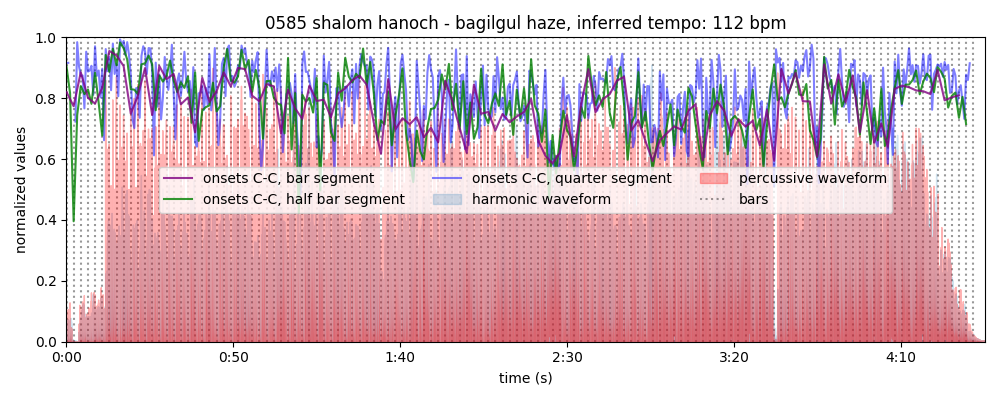 0585 shalom hanoch - bagilgul haze, inferred tempo: 112 bpm
1.0
0.8
0.6
0.4
0.2
0.0
normalized values
onsets C-C, bar segment
onsets C-C, half bar segment
onsets C-C, quarter segment
harmonic waveform
percussive waveform
bars
0:00 0:50 1:40 2:30 3:20 4:10
time (s)